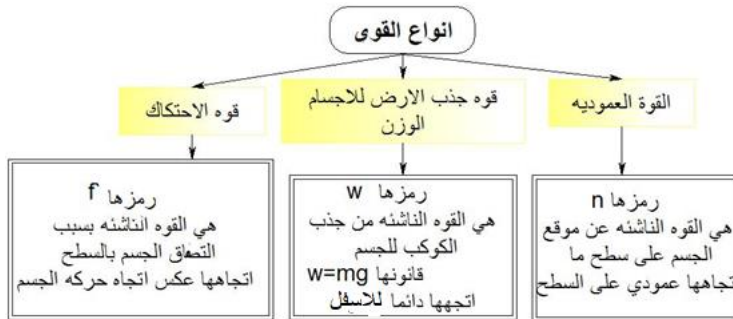 انواع القوى
القوة العموديه
قوه جذب الارض للاجسام
الوزن
قوه الاحتكاك
رمزها n
هي القوه الناشئه عن موقع
الجسم على سطح ما
تجاهها عمودي على السطح
رمزها w
هي القوه الناشئه من جذب
الكوكب للجسم
قانونها w=mg
اتجهها دائما للاسفل
رمزها f
هي القوه الناشئه بسبب
التصاق الجسم بالسطح
اتجاهها عكس اتجاه حركه الجسم